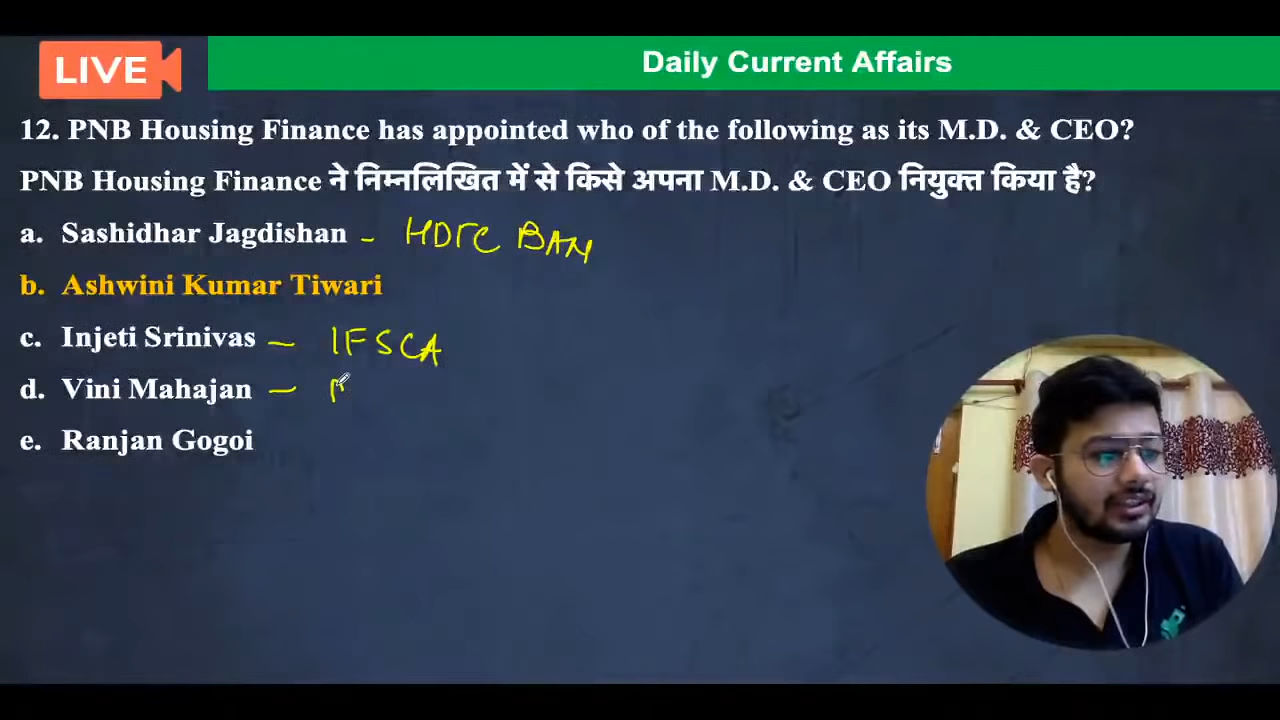 LIVE
Daily Current Affairs
12. PNB Housing Finance has appointed who of the following as its M.D. & CEO?
PNB Housing Finance ने निम्नलिखित में से किसे अपना M.D. & CEO नियुक्त किया है?
a. Sashidhar Jagdishan - HDFC BAN
b. Ashwini Kumar Tiwari
c. Injeti Srinivas - IFSCA
d. Vini Mahajan -
e. Ranjan Gogoi